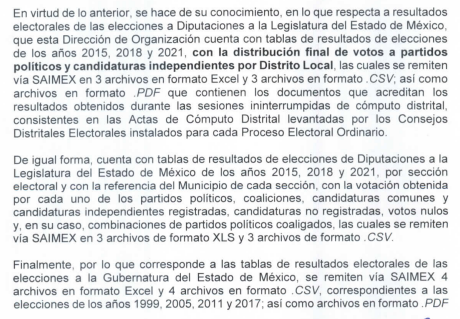 En virtud de lo anterior, se hace de su conocimiento, en lo que respecta a resultados
electorales de las elecciones a Diputaciones a la Legislatura del Estado de México,
que esta Dirección de Organización cuenta con tablas de resultados de elecciones
de los años 2015, 2018 y 2021, con la distribución final de votos a partidos
políticos y candidaturas independientes por Distrito Local, las cuales se remiten
vía SAIMEX en 3 archivos en formato Excel y 3 archivos en formato .CSV; así como
archivos en formato .PDF que contienen los documentos que acreditan los
resultados obtenidos durante las sesiones ininterrumpidas de cómputo distrital,
consistentes en las Actas de Cómputo Distrital levantadas por los Consejos
Distritales Electorales instalados para cada Proceso Electoral Ordinario.
De igual forma, cuenta con tablas de resultados de elecciones de Diputaciones a la
Legislatura del Estado de México de los años 2015, 2018 y 2021, por sección
electoral y con la referencia del Municipio de cada sección, con la votación obtenida
por cada uno de los partidos políticos, coaliciones, candidaturas comunes y
candidaturas independientes registradas, candidaturas no registradas, votos nulos
y, en su caso, combinaciones de partidos políticos coaligados, las cuales se remiten
vía SAIMEX en 3 archivos de formato XLS y 3 archivos de formato .CSV.
Finalmente, por lo que corresponde a las tablas de resultados electorales de las
elecciones a la Gubernatura del Estado de México, se remiten vía SAIMEX 4
archivos en formato Excel y 4 archivos en formato .CSV, correspondientes a las
elecciones de los años 1999, 2005, 2011 y 2017; así como archivos en formato .PDF